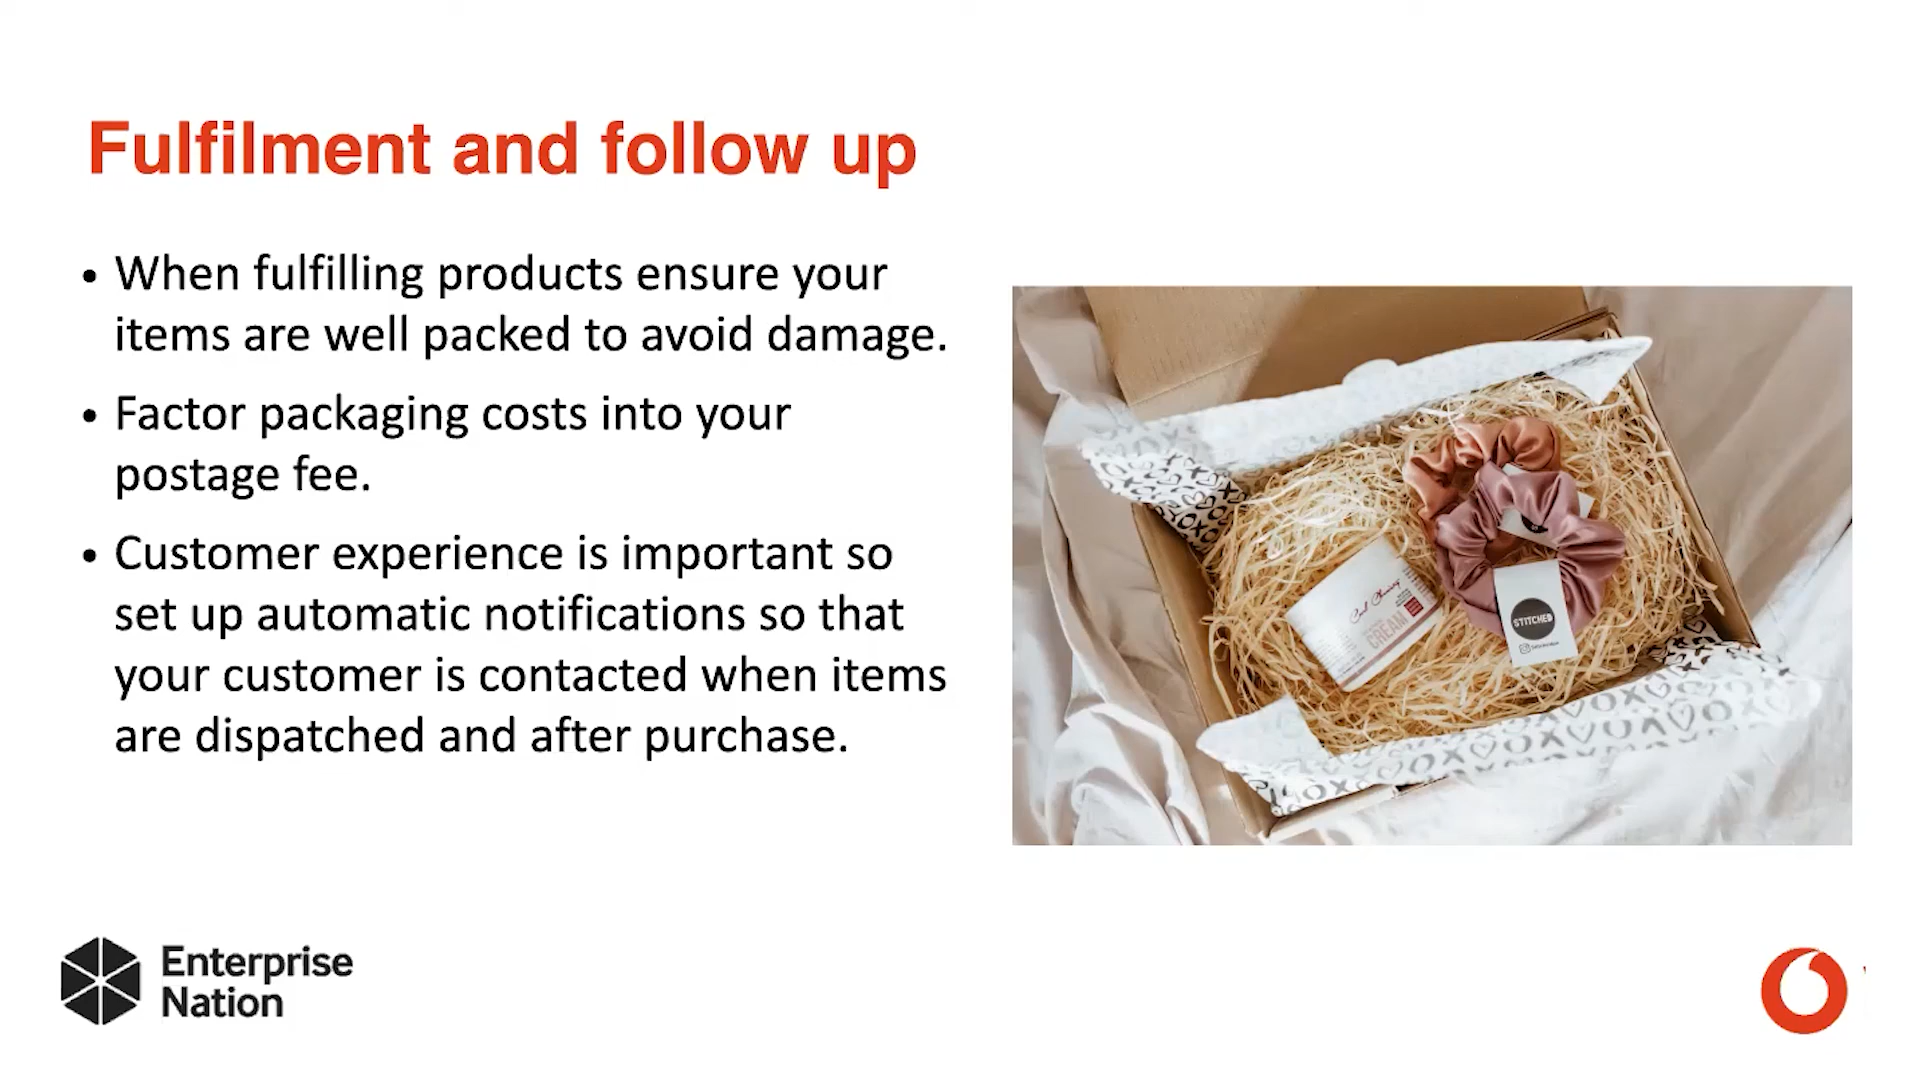 Fulfilment and follow up
• When fulfilling products ensure your
items are well packed to avoid damage.
• Factor packaging costs into your
postage fee.
• Customer experience is important so
set up automatic notifications so that
your customer is contacted when items
are dispatched and after purchase.
CREAM
STITCHED
Enterprise
Nation